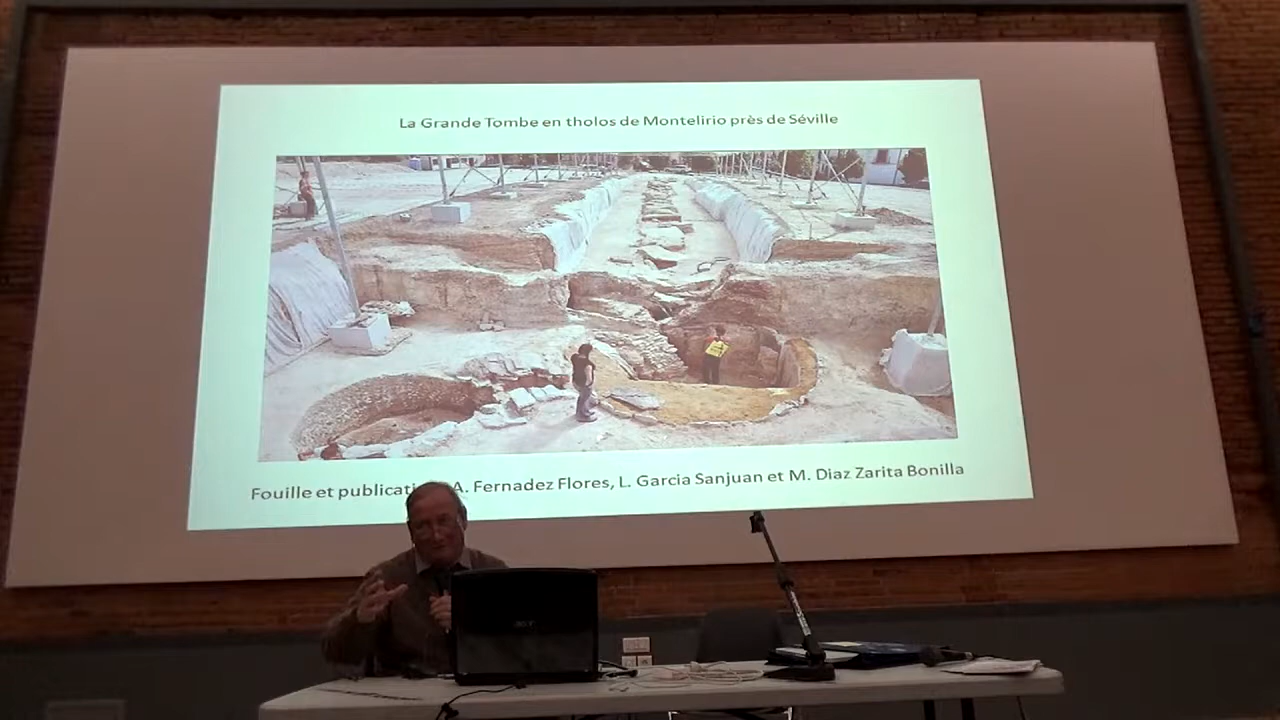 La Grande Tombe en tholos de Montelirio près de Séville
Fouille et publicati A. Fernadez Flores, L. Garcia Sanjuan et M. Diaz Zarita Bonilla
acer